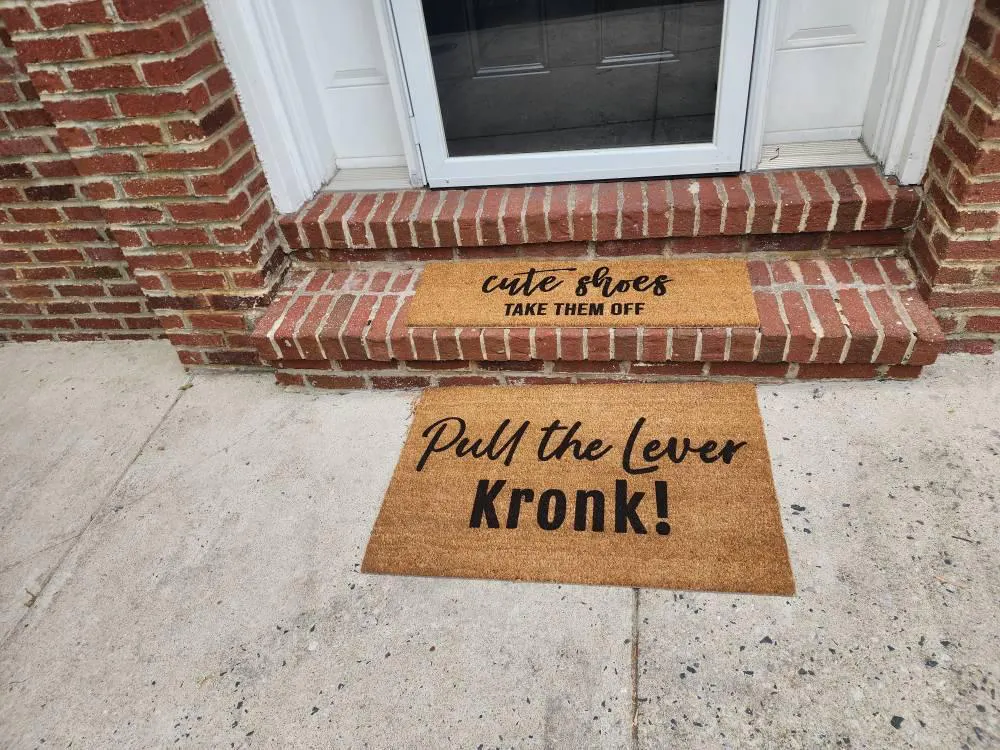 cute shoes
TAKE THEM OFF
Pull the Lever
Kronk!